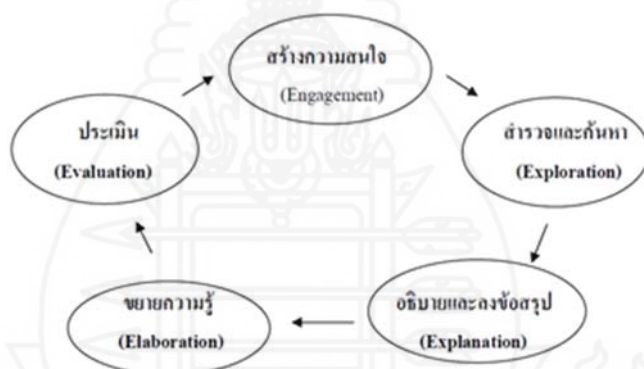 สร้างความสนใจ
(Engagement)
สำรวจและค้นหา
(Exploration)
อธิบายและลงข้อสรุป
(Explanation)
ขยายความรู้
(Elaboration)
ประเมิน
(Evaluation)